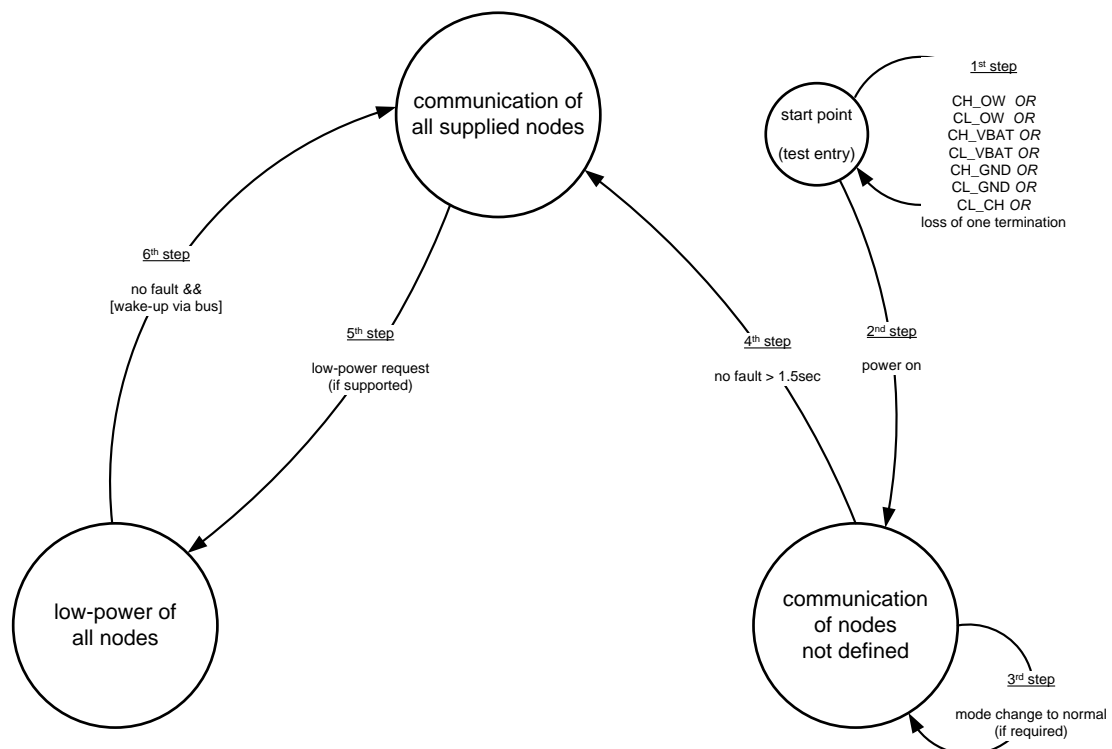 communication of
all supplied nodes
start point
(test entry)
1st step
CH_OW OR
CL_OW OR
CH_VBAT OR
CL_VBAT OR
CH_GND OR
CL_GND OR
CL_CH OR
loss of one termination
6th step
no fault &&
[wake-up via bus]
5th step
low-power request
(if supported)
4th step
no fault > 1.5sec
2nd step
power on
low-power of
all nodes
communication
of nodes
not defined
3rd step
mode change to normal
(if required)